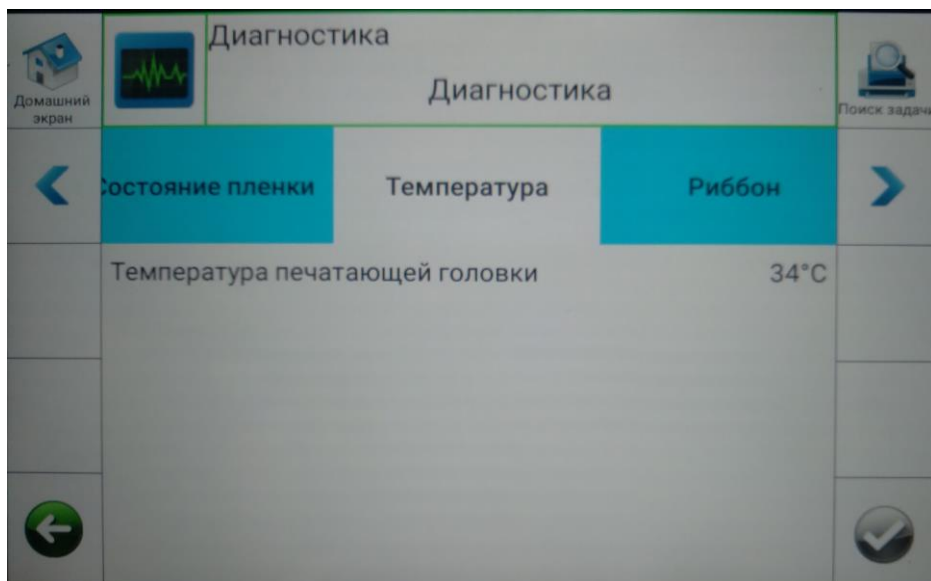 Диагностика
Диагностика
Домашний
экран
Поиск задачи
Состояние пленки
Температура
Риббон
Температура печатающей головки 34°C